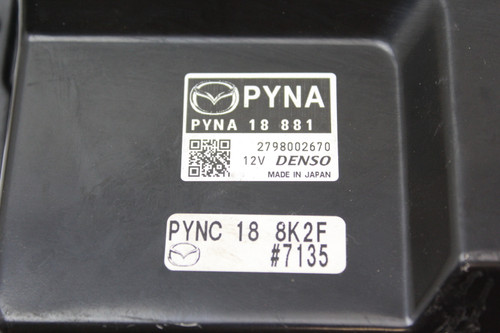 PYNA
PYNA 18 881
2798002670
12V DENSO
MADE IN JAPAN
PYNC 18 8K2F
#7135